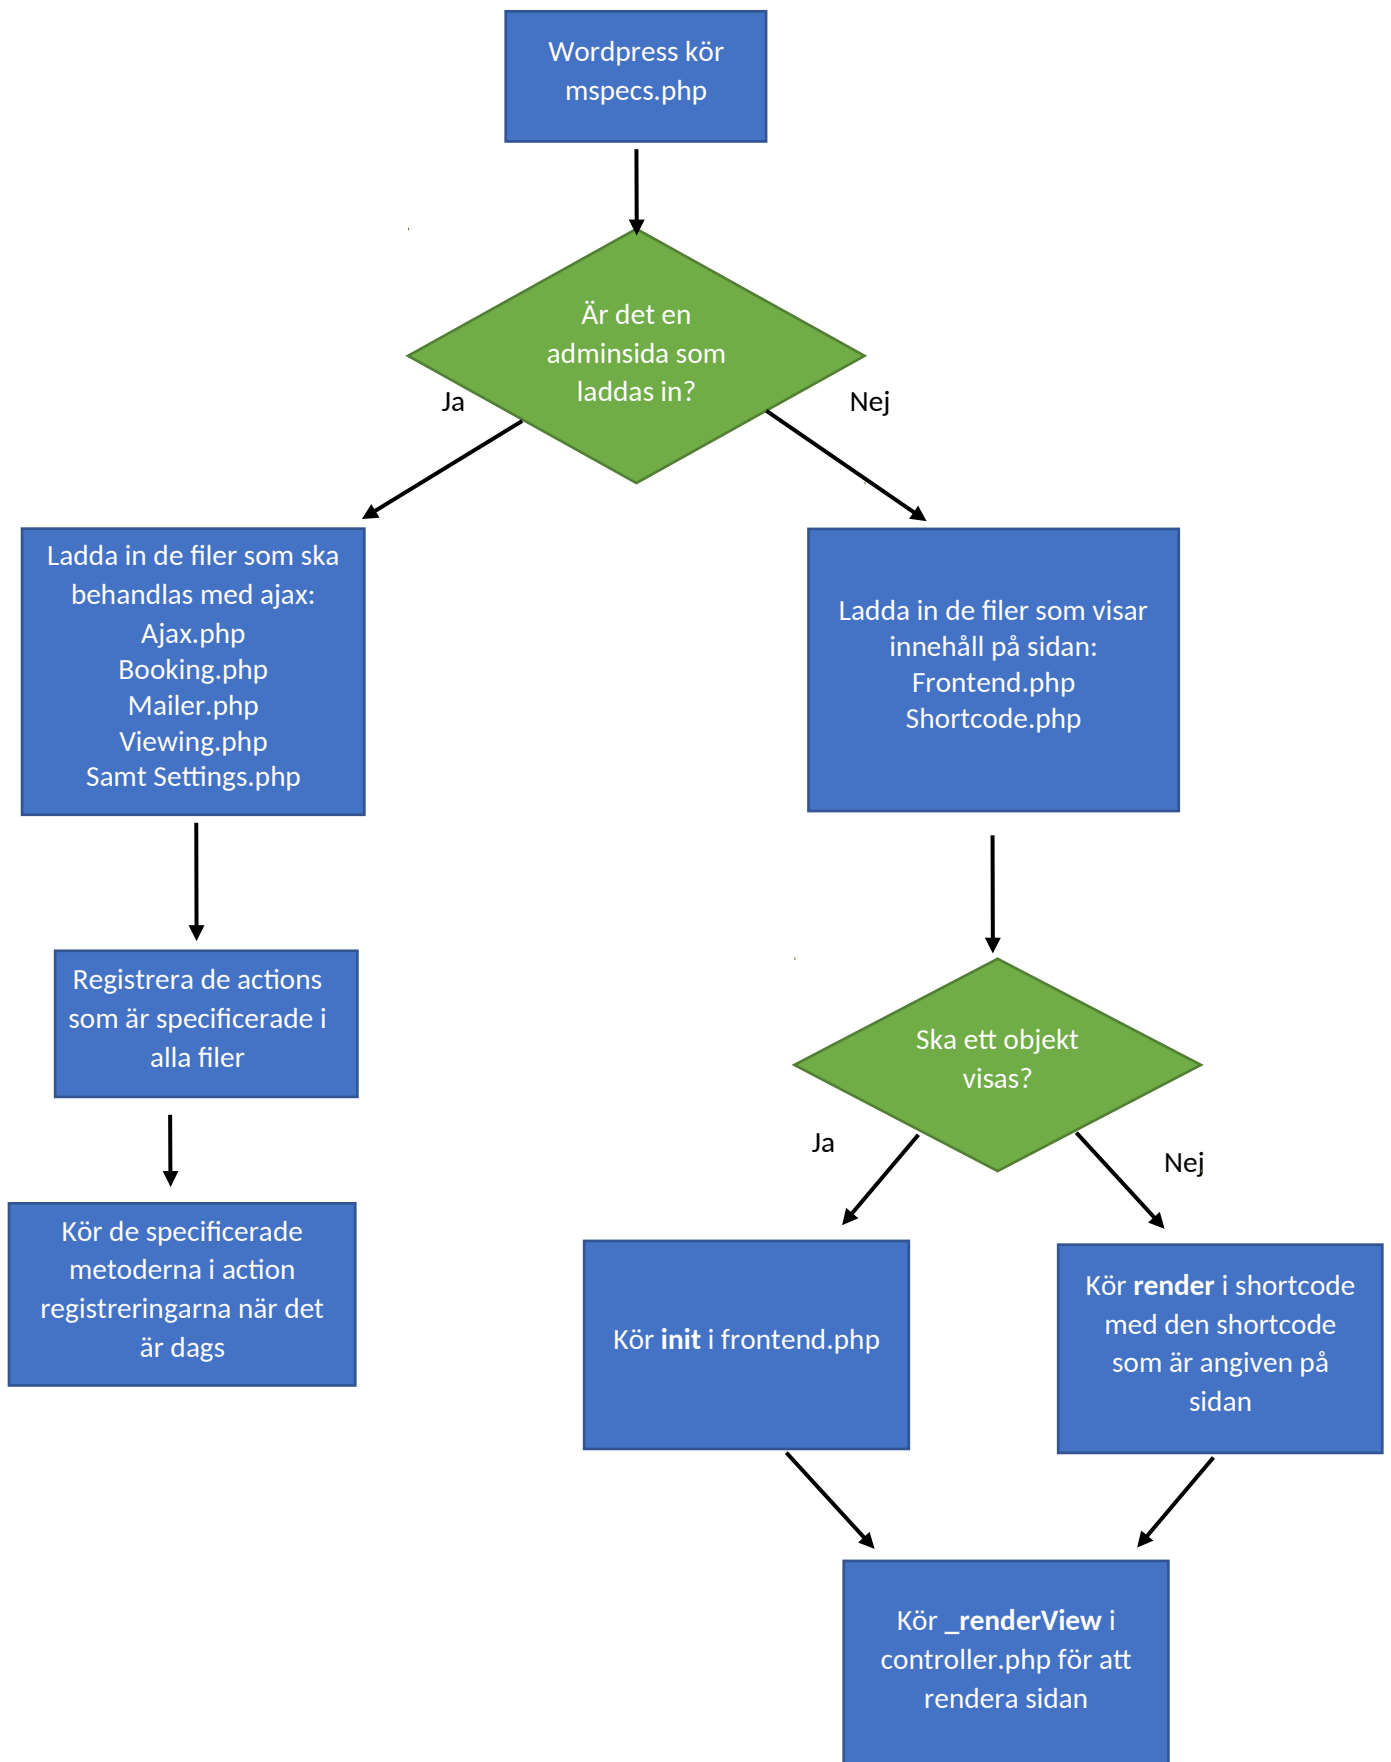 Wordpress kör
mspecs.php
Är det en
adminsida som
laddas in?
Ja
Nej
Ladda in de filer som ska
behandlas med ajax:
Ajax.php
Booking.php
Mailer.php
Viewing.php
Samt Settings.php
Ladda in de filer som visar
innehåll på sidan:
Frontend.php
Shortcode.php
Registrera de actions
som är specificerade i
alla filer
Ska ett objekt
visas?
Ja
Nej
Kör de specificerade
metoderna i action
registreringarna när det
är dags
Kör init i frontend.php
Kör render i shortcode
med den shortcode
som är angiven på
sidan
Kör _renderView i
controller.php för att
rendera sidan